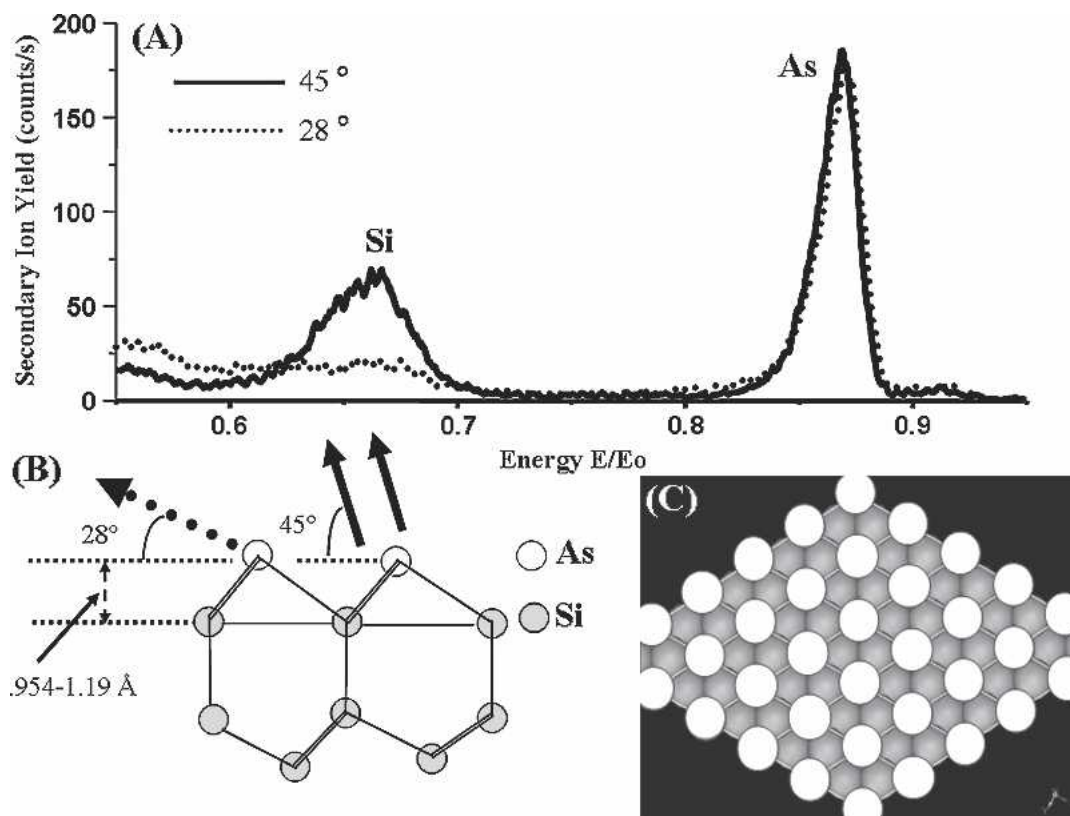 (A)
200
150
100
50
0
Secondary Ion Yield (counts/s)
45 °
28 °
Si
As
0.6 0.7 0.8 0.9
Energy E/Eo
(B)
28°
45°
As
Si
.954-1.19 Å
(C)